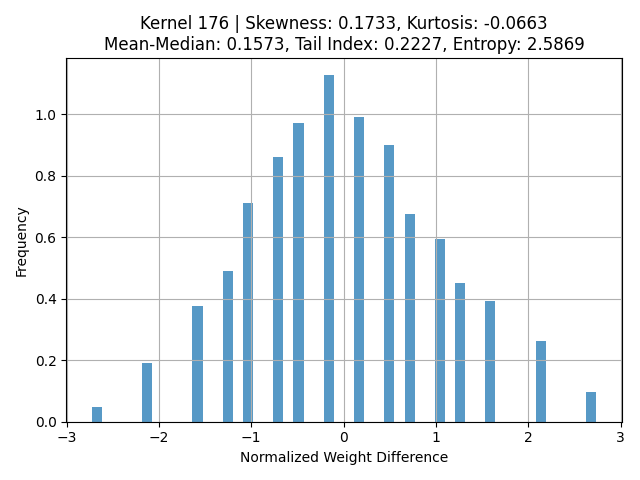 Kernel 176 | Skewness: 0.1733, Kurtosis: -0.0663
Mean-Median: 0.1573, Tail Index: 0.2227, Entropy: 2.5869
1.0
0.8
0.6
0.4
0.2
0.0
Frequency
−3 −2 −1 0 1 2 3
Normalized Weight Difference